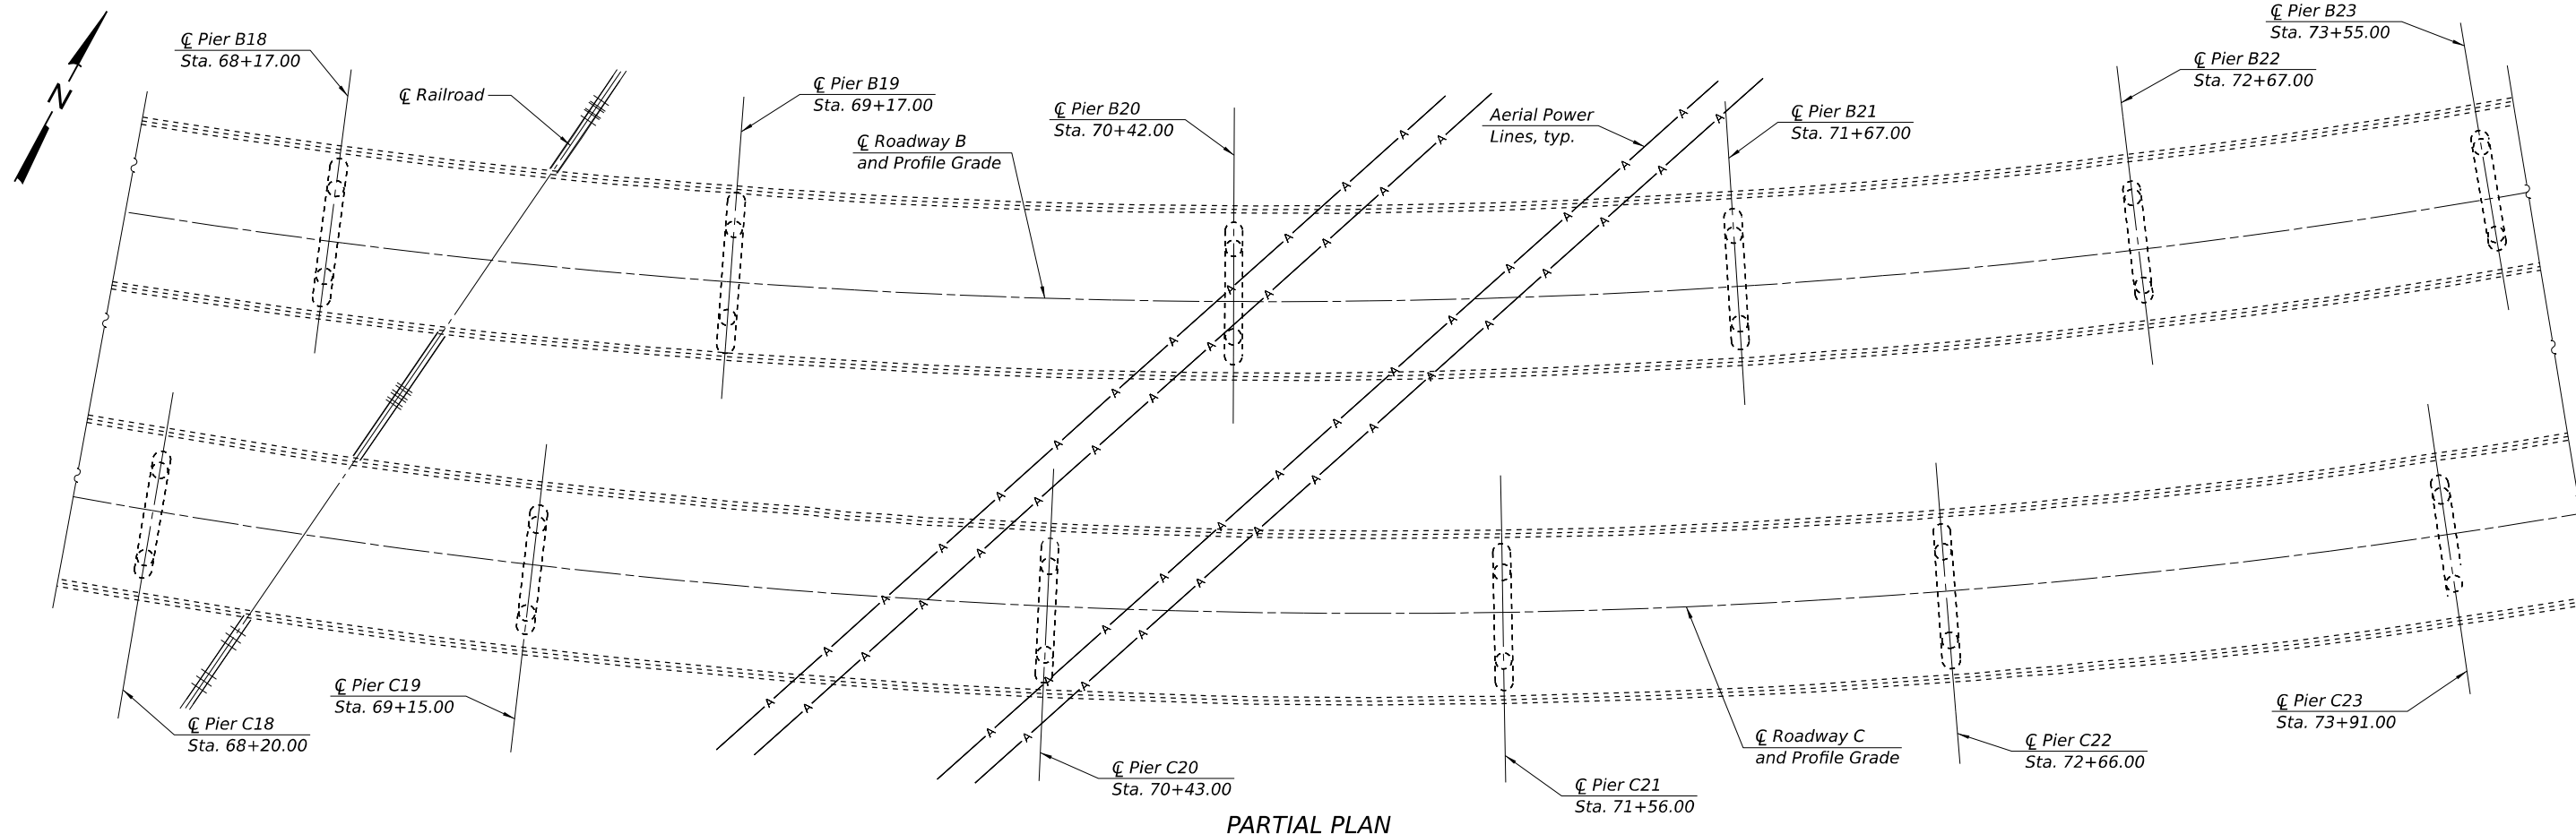 ℄ Pier B18
Sta. 68+17.00
N
℄ Railroad
℄ Pier B19
Sta. 69+17.00
℄ Roadway B
and Profile Grade
℄ Pier B20
Sta. 70+42.00
Aerial Power
Lines, typ.
℄ Pier B21
Sta. 71+67.00
℄ Pier B22
Sta. 72+67.00
℄ Pier B23
Sta. 73+55.00
℄ Pier C18
Sta. 68+20.00
℄ Pier C19
Sta. 69+15.00
℄ Pier C20
Sta. 70+43.00
℄ Pier C21
Sta. 71+56.00
℄ Roadway C
and Profile Grade
℄ Pier C22
Sta. 72+66.00
℄ Pier C23
Sta. 73+91.00
PARTIAL PLAN